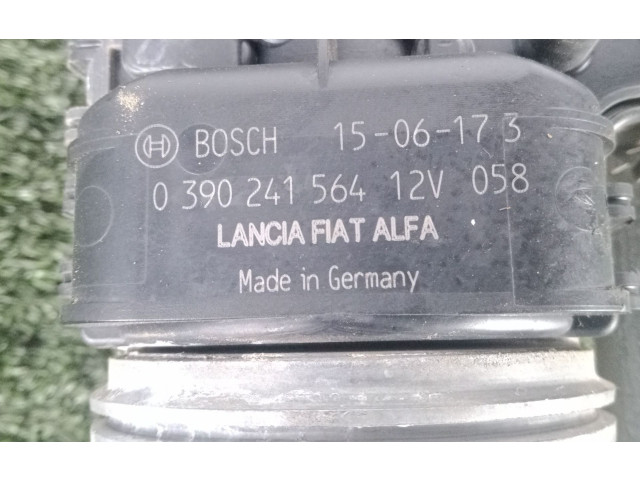 BOSCH 15-06-17 3
0 390 241 564 12V 058
LANCIA FIAT ALFA
Made in Germany